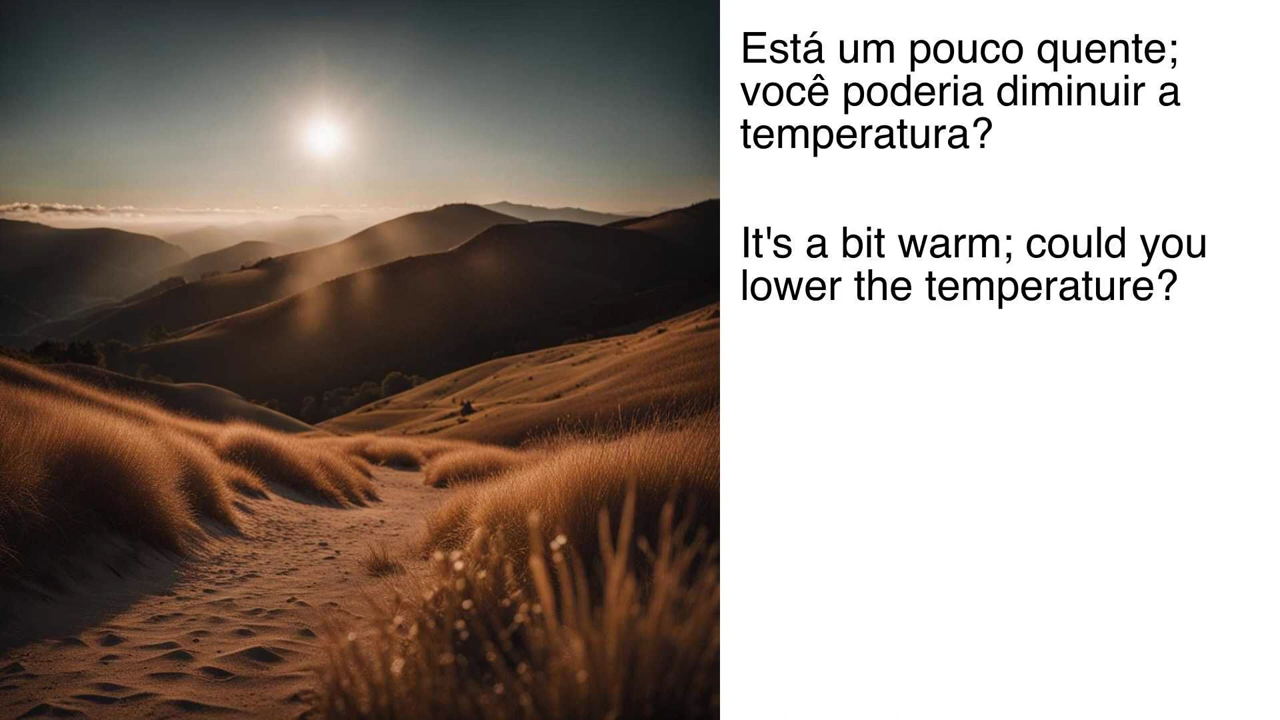 Está um pouco quente;
você poderia diminuir a
temperatura?
It's a bit warm; could you
lower the temperature?